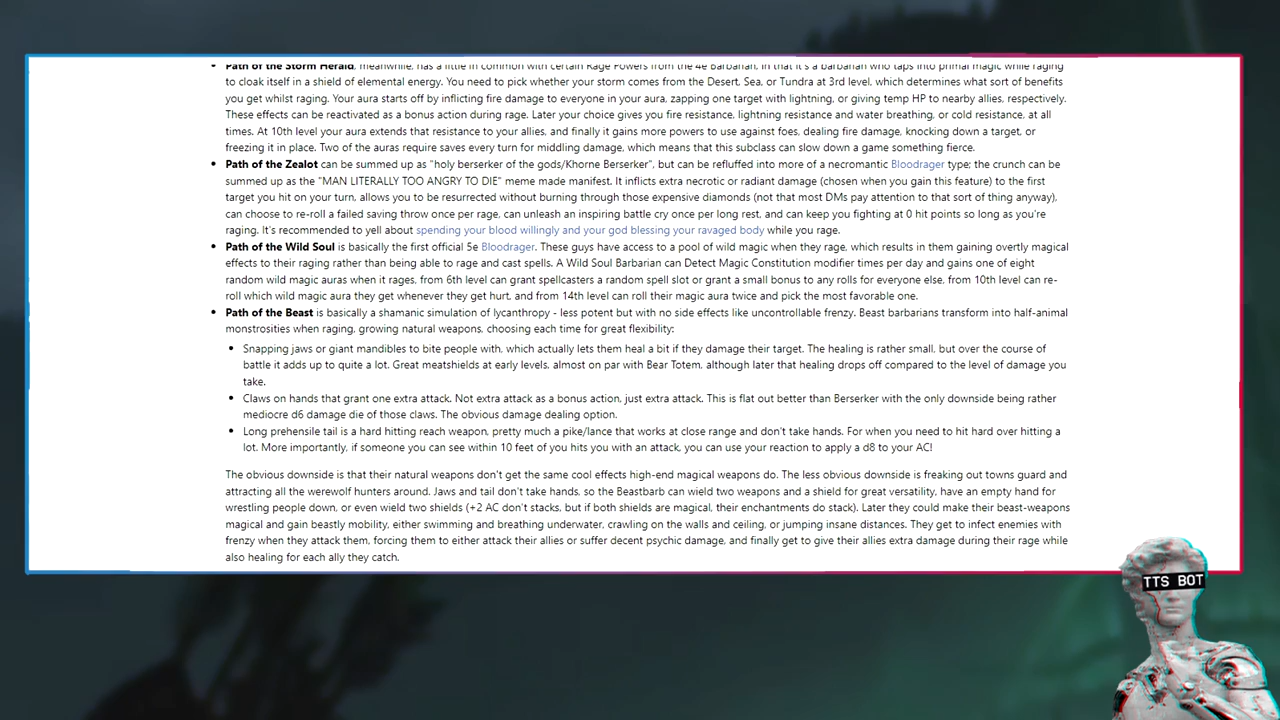 Path of the Storm Herald, meanwhile, has a little in common with certain Rage Powers from the 4e Barbarian, in that it's a barbarian who taps into primal magic while raging
to cloak itself in a shield of elemental energy. You need to pick whether your storm comes from the Desert, Sea, or Tundra at 3rd level, which determines what sort of benefits
you get whilst raging. Your aura starts off by inflicting fire damage to everyone in your aura, zapping one target with lightning, or giving temp HP to nearby allies, respectively.
These effects can be reactivated as a bonus action during rage. Later your choice gives you fire resistance, lightning resistance and water breathing, or cold resistance, at all
times. At 10th level your aura extends that resistance to your allies, and finally it gains more powers to use against foes, dealing fire damage, knocking down a target, or
freezing it in place. Two of the auras require saves every turn for middling damage, which means that this subclass can slow down a game something fierce.
• Path of the Zealot can be summed up as "holy berserker of the gods/Khorne Berserker", but can be refluffed into more of a necromantic Bloodrager type; the crunch can be
summed up as the "MAN LITERALLY TOO ANGRY TO DIE" meme made manifest. It inflicts extra necrotic or radiant damage (chosen when you gain this feature) to the first
target you hit on your turn, allows you to be resurrected without burning through those expensive diamonds (not that most DMs pay attention to that sort of thing anyway),
can choose to re-roll a failed saving throw once per rage, can unleash an inspiring battle cry once per long rest, and can keep you fighting at 0 hit points so long as you're
raging. It's recommended to yell about spending your blood willingly and your god blessing your ravaged body while you rage.
• Path of the Wild Soul is basically the first official 5e Bloodrager. These guys have access to a pool of wild magic when they rage, which results in them gaining overtly magical
effects to their raging rather than being able to rage and cast spells. A Wild Soul Barbarian can Detect Magic Constitution modifier times per day and gains one of eight
random wild magic auras when it rages, from 6th level can grant spellcasters a random spell slot or grant a small bonus to any rolls for everyone else, from 10th level can re-
roll which wild magic aura they get whenever they get hurt, and from 14th level can roll their magic aura twice and pick the most favorable one.
• Path of the Beast is basically a shamanic simulation of lycanthropy - less potent but with no side effects like uncontrollable frenzy. Beast barbarians transform into half-animal
monstrosities when raging, growing natural weapons, choosing each time for great flexibility:
• Snapping jaws or giant mandibles to bite people with, which actually lets them heal a bit if they damage their target. The healing is rather small, but over the course of
battle it adds up to quite a lot. Great meatshields at early levels, almost on par with Bear Totem, although later that healing drops off compared to the level of damage you
take.
• Claws on hands that grant one extra attack. Not extra attack as a bonus action, just extra attack. This is flat out better than Berserker with the only downside being rather
mediocre d6 damage die of those claws. The obvious damage dealing option.
• Long prehensile tail is a hard hitting reach weapon, pretty much a pike/lance that works at close range and don't take hands. For when you need to hit hard over hitting a
lot. More importantly, if someone you can see within 10 feet of you hits you with an attack, you can use your reaction to apply a d8 to your AC!
The obvious downside is that their natural weapons don't get the same cool effects high-end magical weapons do. The less obvious downside is freaking out towns guard and
attracting all the werewolf hunters around. Jaws and tail don't take hands, so the Beastbarb can wield two weapons and a shield for great versatility, have an empty hand for
wrestling people down, or even wield two shields (+2 AC don't stacks, but if both shields are magical, their enchantments do stack). Later they could make their beast-weapons
magical and gain beastly mobility, either swimming and breathing underwater, crawling on the walls and ceiling, or jumping insane distances. They get to infect enemies with
frenzy when they attack them, forcing them to either attack their allies or suffer decent psychic damage, and finally get to give their allies extra damage during their rage while
also healing for each ally they catch.
TTS BOT